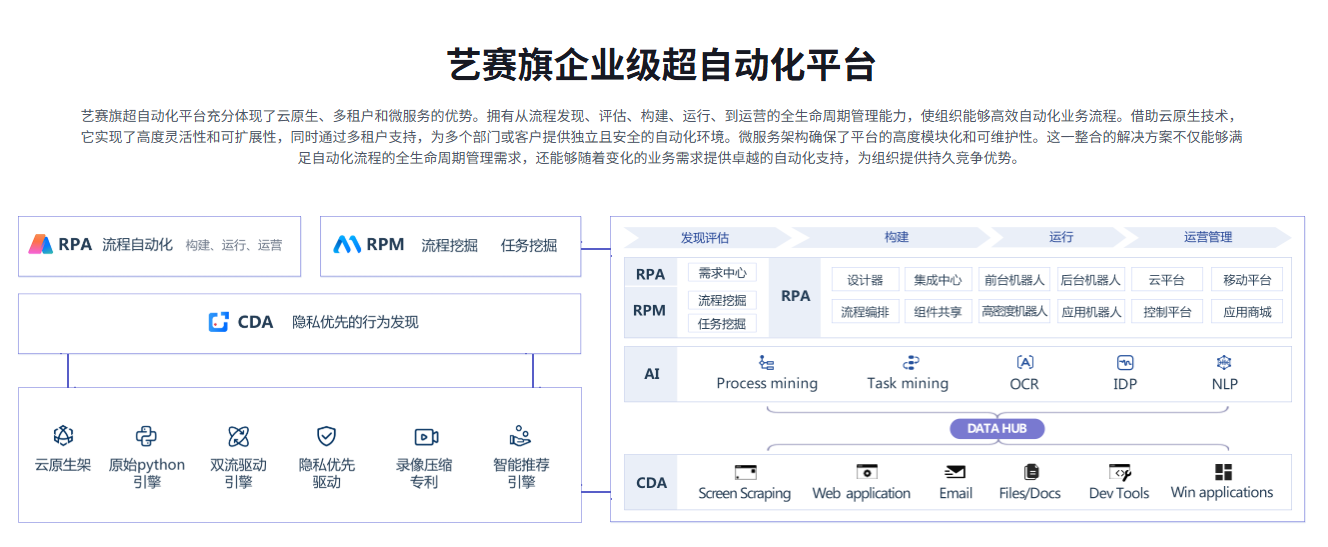 艺赛旗企业级超自动化平台
艺赛旗超自动化平台充分体现了云原生、多租户和微服务的优势。拥有从流程发现、评估、构建、运行、到运营的全生命周期管理能力，使组织能够高效自动化业务流程。借助云原生技术，
它实现了高度灵活性和可扩展性，同时通过多租户支持，为多个部门或客户提供独立且安全的自动化环境。微服务架构确保了平台的高度模块化和可维护性。这一整合的解决方案不仅能够满
足自动化流程的全生命周期管理需求，还能够随着变化的业务需求提供卓越的自动化支持，为组织提供持久竞争优势。
RPA 流程自动化 构建、运行、运营
RPM 流程挖掘 任务挖掘
CDA 隐私优先的行为发现
云原生架
原始python
引擎
双流驱动
引擎
隐私优先
驱动
录像压缩
专利
智能推荐
引擎
发现评估 构建 运行 运营管理
RPA 需求中心
RPM 流程挖掘
任务挖掘
RPA
设计器 集成中心 前台机器人 后台机器人 云平台 移动平台
流程编排 组件共享 高密度机器人 应用机器人 控制平台 应用商城
AI
Process mining Task mining OCR IDP NLP
DATA HUB
CDA
Screen Scraping Web application Email Files/Docs Dev Tools Win applications